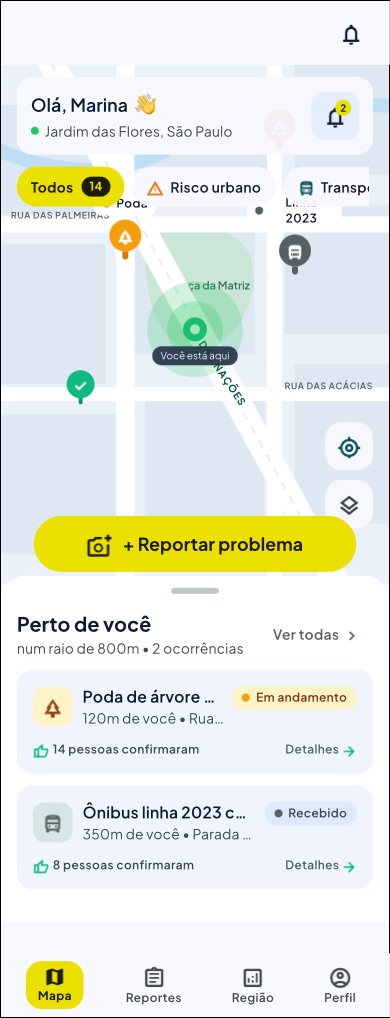 Olá, Marina 👋
Jardim das Flores, São Paulo
2
Todos 14
Risco urbano
Transpo
Poda
Linha
2023
RUA DAS PALMEIRAS
ça da Matriz
Você está aqui
NAÇÕES
RUA DAS ACÁCIAS
+ Reportar problema
Perto de você
num raio de 800m • 2 ocorrências
Ver todas
Poda de árvore ...
Em andamento
120m de você • Rua...
14 pessoas confirmaram
Detalhes →
Ônibus linha 2023 c...
Recebido
350m de você • Parada ...
8 pessoas confirmaram
Detalhes →
Mapa
Reportes
Região
Perfil